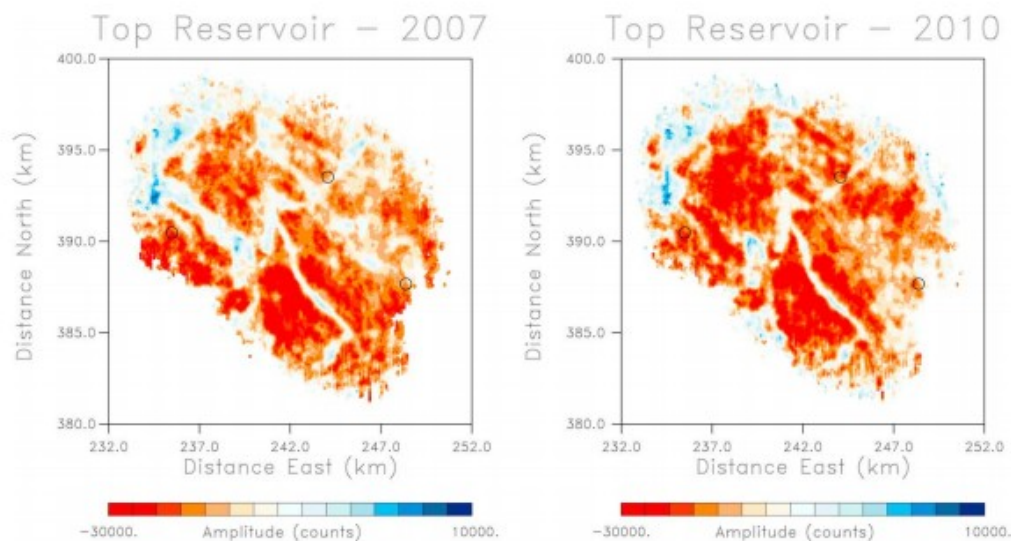 Top Reservoir – 2007
400.0
395.0
390.0
385.0
380.0
Distance North (km)
232.0 237.0 242.0 247.0 252.0
Distance East (km)
-30000. Amplitude (counts) 10000.
Top Reservoir – 2010
400.0
395.0
390.0
385.0
380.0
Distance North (km)
232.0 237.0 242.0 247.0 252.0
Distance East (km)
-30000. Amplitude (counts) 10000.